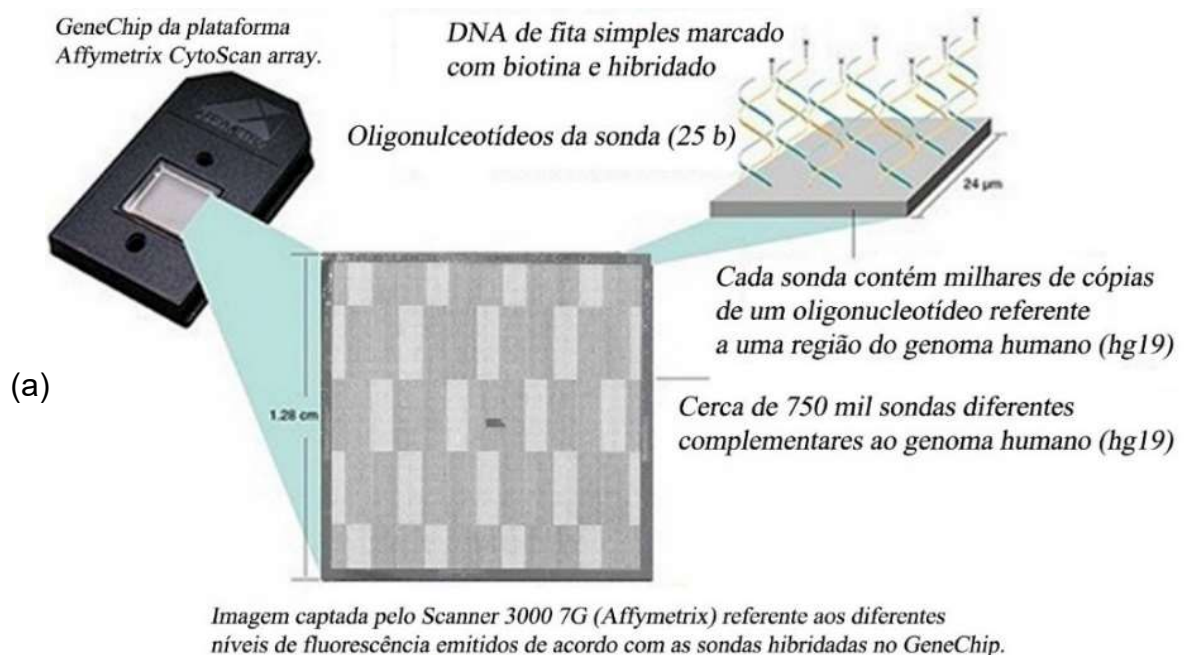 GeneChip da plataforma
Affymetrix CytoScan array.
DNA de fita simples marcado
com biotina e hibridado
Oligonulceotídeos da sonda (25 b)
24 µm
Cada sonda contém milhares de cópias
de um oligonucleotídeo referente
a uma região do genoma humano (hg19)
(a)
1.28 cm
Cerca de 750 mil sondas diferentes
complementares ao genoma humano (hg19)
Imagem captada pelo Scanner 3000 7G (Affymetrix) referente aos diferentes
níveis de fluorescência emitidos de acordo com as sondas hibridadas no GeneChip.